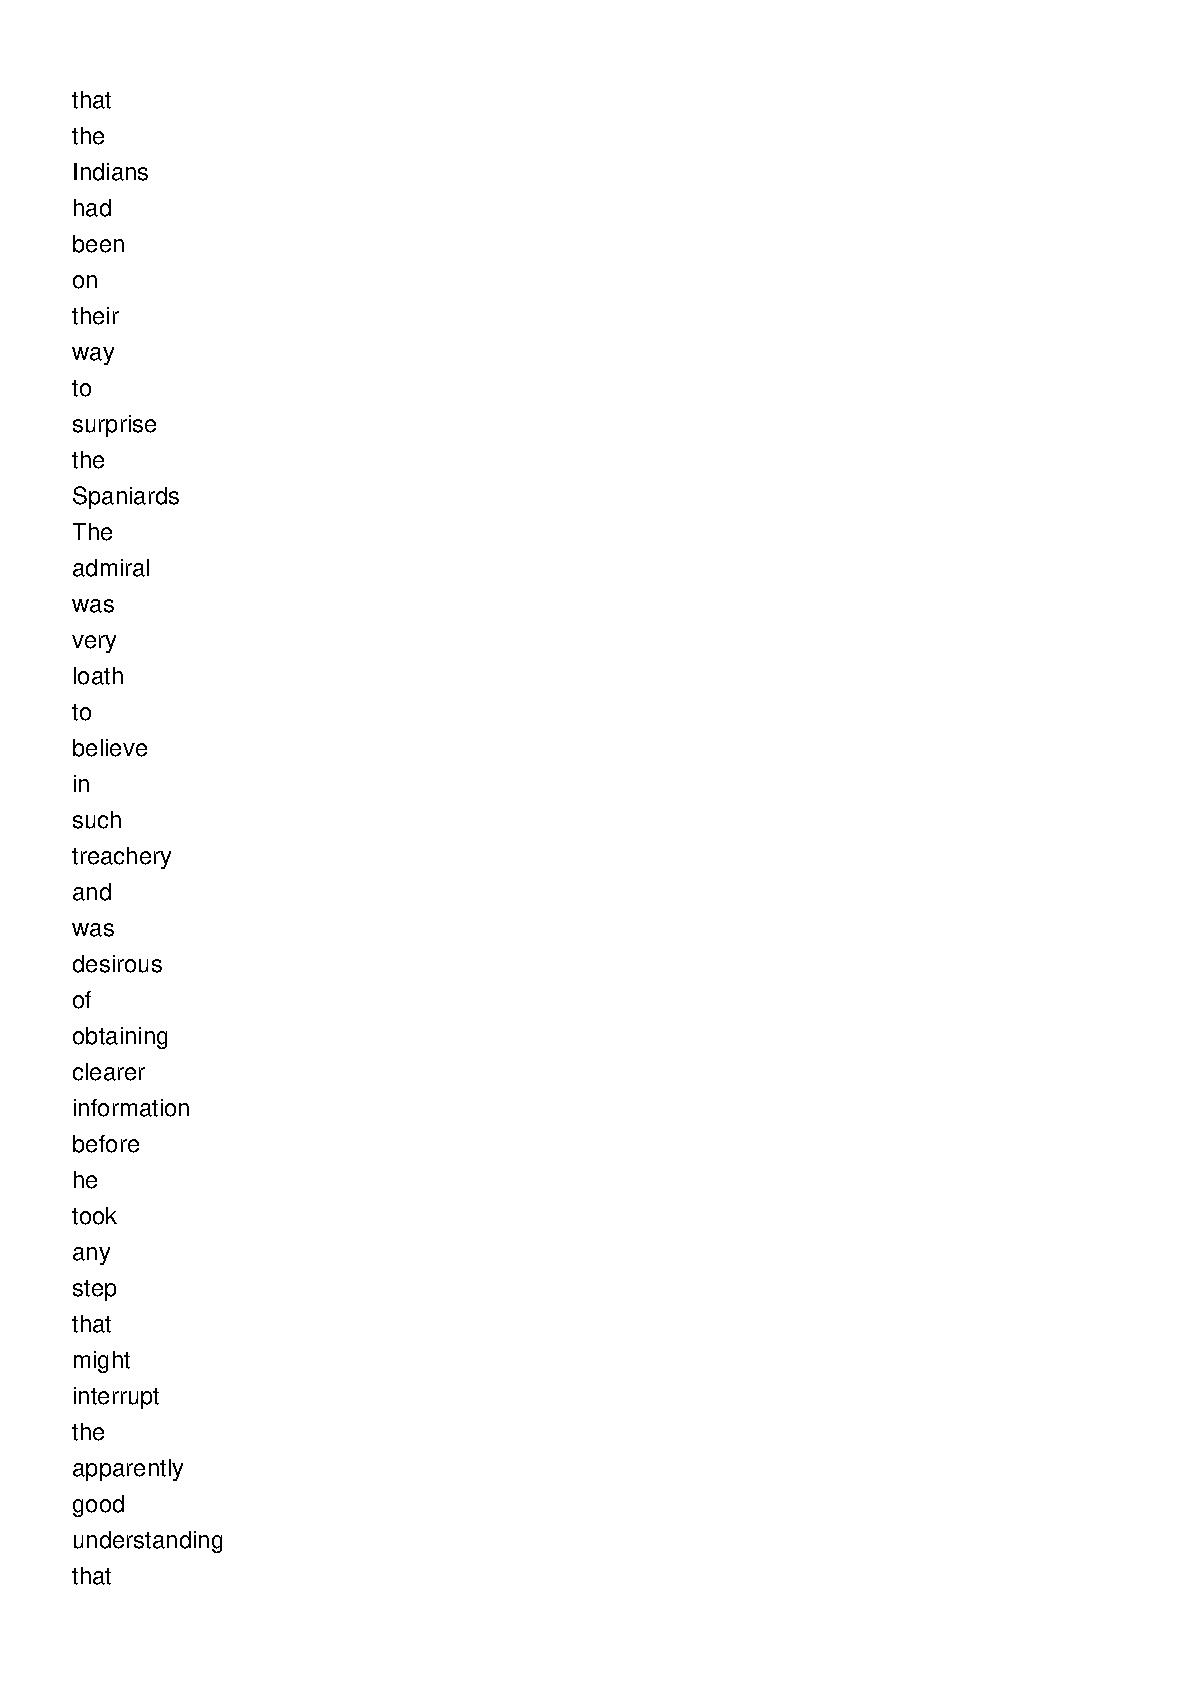 that
the
Indians
had
been
on
their
way
to
surprise
the
Spaniards
The
admiral
was
very
loath
to
believe
in
such
treachery
and
was
desirous
of
obtaining
clearer
information
before
he
took
any
step
that
might
interrupt
the
apparently
good
understanding
that